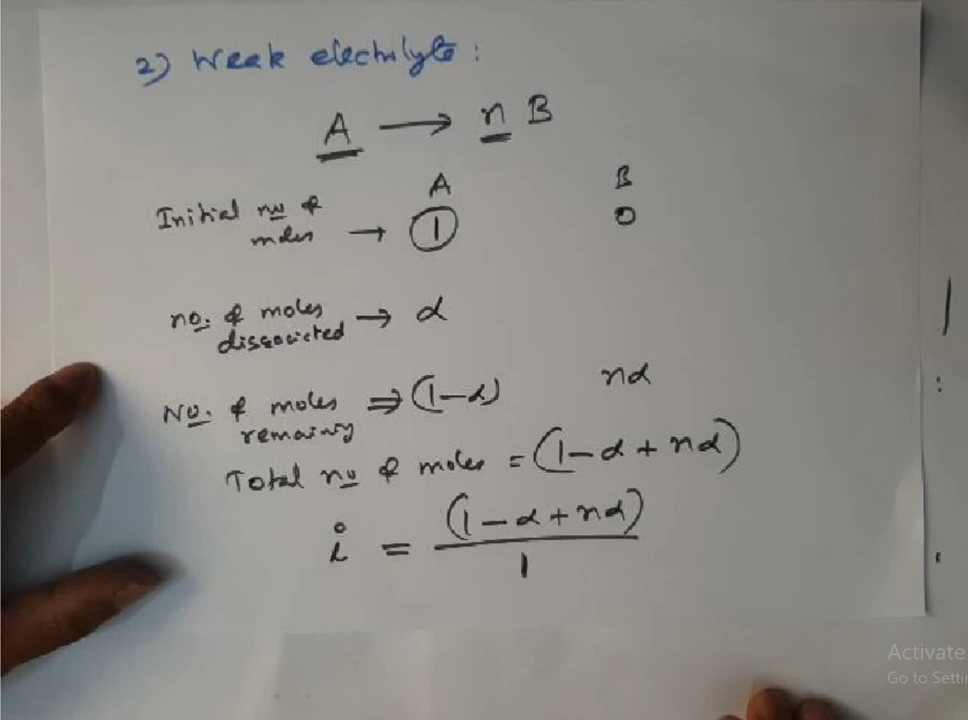 2) Weak electrolyte :
A → n B
A B
Initial no of moles → 1 0
no. of moles dissociated → α
No. of moles remaining ⇒ (1-α) nα
Total no of moles = (1-α + nα)
i = (1-α+nα) / 1
Activate
Go to Settin